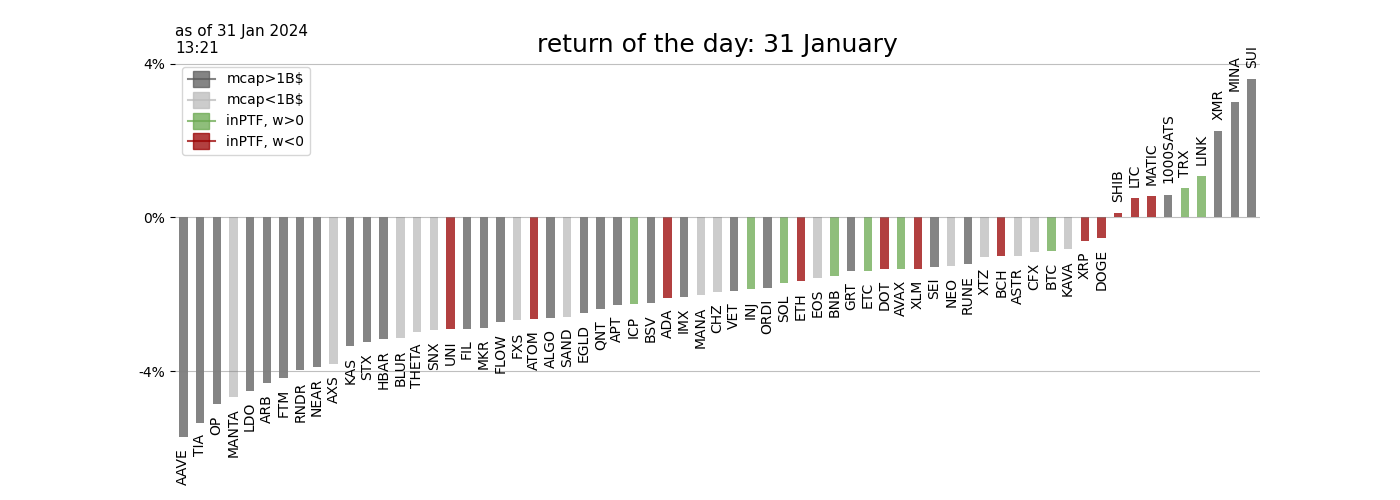 as of 31 Jan 2024
13:21
return of the day: 31 January
4%
0%
-4%
mcap>1B$
mcap<1B$
inPTF, w>0
inPTF, w<0
AAVE
TIA
OP
MANTA
LDO
ARB
FTM
RNDR
NEAR
AXS
KAS
STX
HBAR
BLUR
THETA
SNX
UNI
FIL
MKR
FLOW
FXS
ATOM
ALGO
SAND
EGLD
QNT
APT
ICP
BSV
ADA
IMX
MANA
CHZ
VET
INJ
ORDI
SOL
ETH
EOS
BNB
GRT
ETC
DOT
AVAX
XLM
SEI
NEO
RUNE
XTZ
BCH
ASTR
CFX
BTC
KAVA
XRP
DOGE
SHIB
LTC
MATIC
1000SATS
TRX
LINK
XMR
MINA
SUI